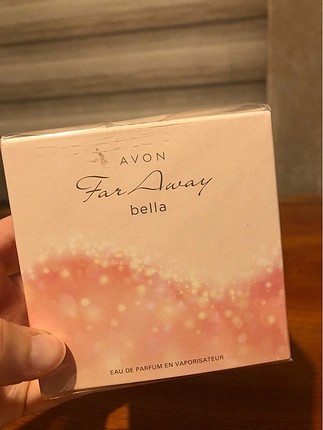 AVON
Far Away
bella
EAU DE PARFUM EN VAPORISATEUR